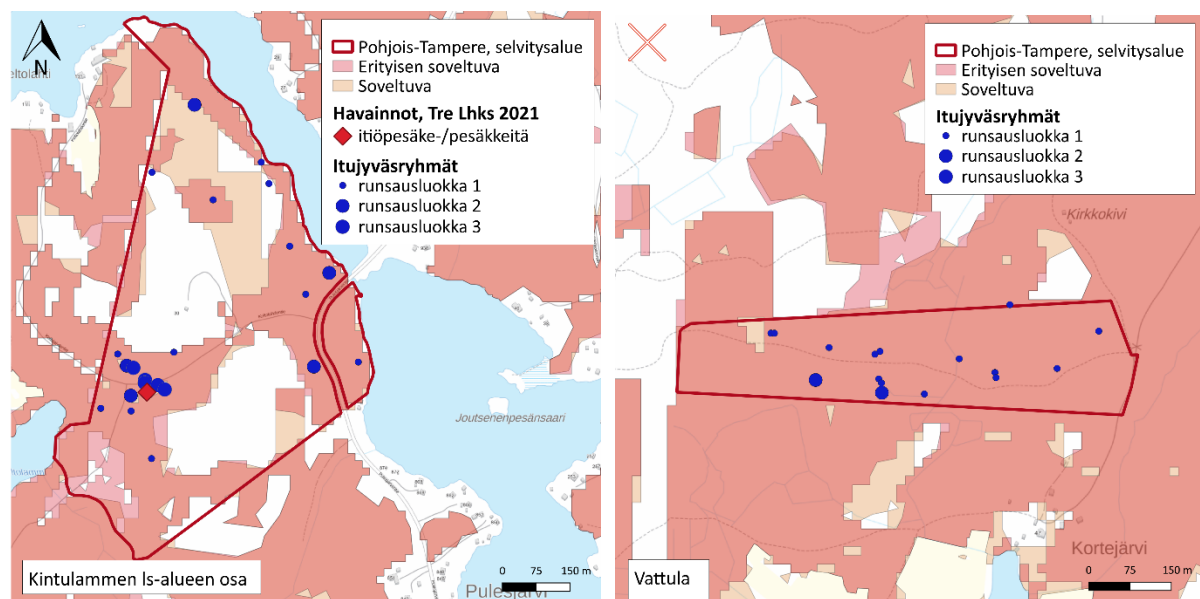 N
Pohjois-Tampere, selvitysalue
Erityisen soveltuva
Soveltuva
Havainnot, Tre Lhks 2021
itiöpesäke-/pesäkkeitä
Itujyväsryhmät
runsausluokka 1
runsausluokka 2
runsausluokka 3
Joutsenenpesänsaari
Pulesjärvi
Kintulammen ls-alueen osa
0 75 150 m
Pohjois-Tampere, selvitysalue
Erityisen soveltuva
Soveltuva
Itujyväsryhmät
runsausluokka 1
runsausluokka 2
runsausluokka 3
Kirkkokivi
Kortejärvi
Vattula
0 75 150 m